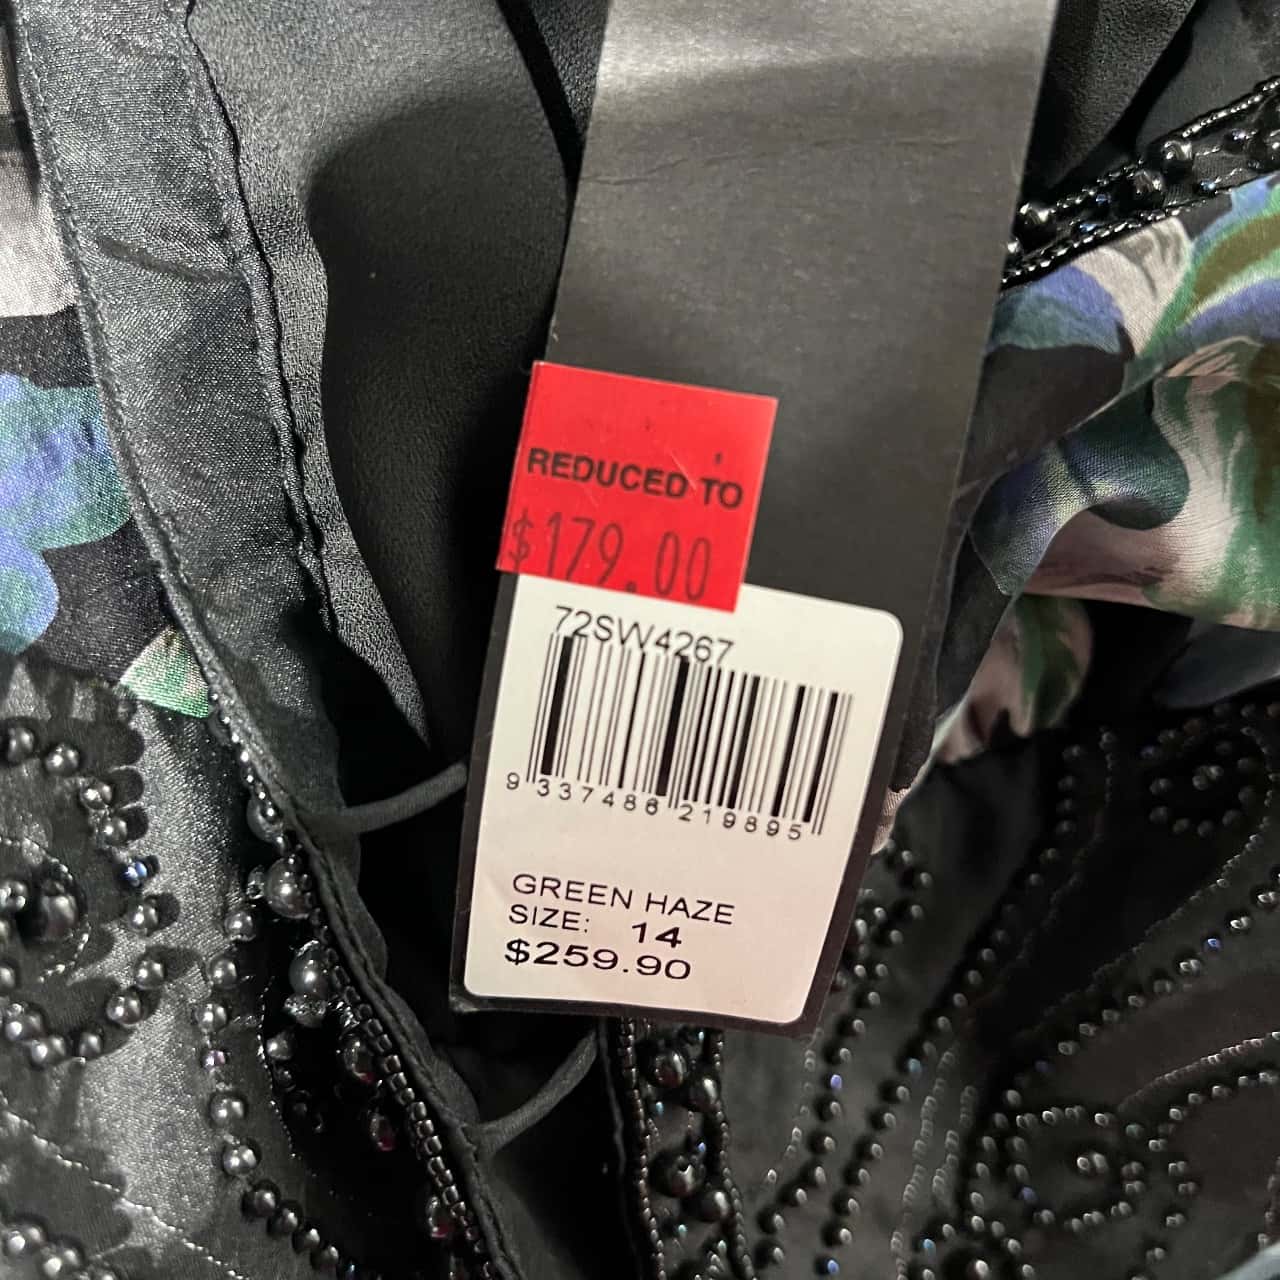 REDUCED TO
$179.00
72SW4267
9 337486 219895
GREEN HAZE
SIZE: 14
$259.90